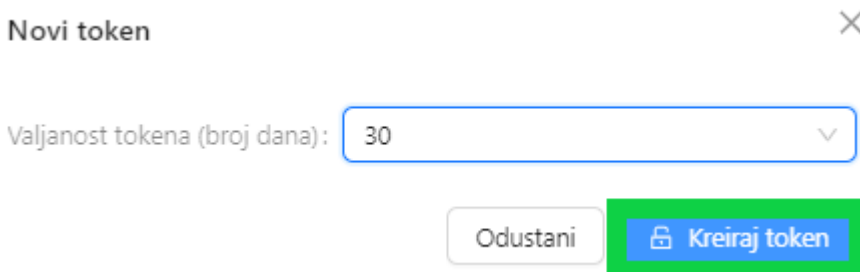 Novi token
Valjanost tokena (broj dana): 30
Odustani Kreiraj token